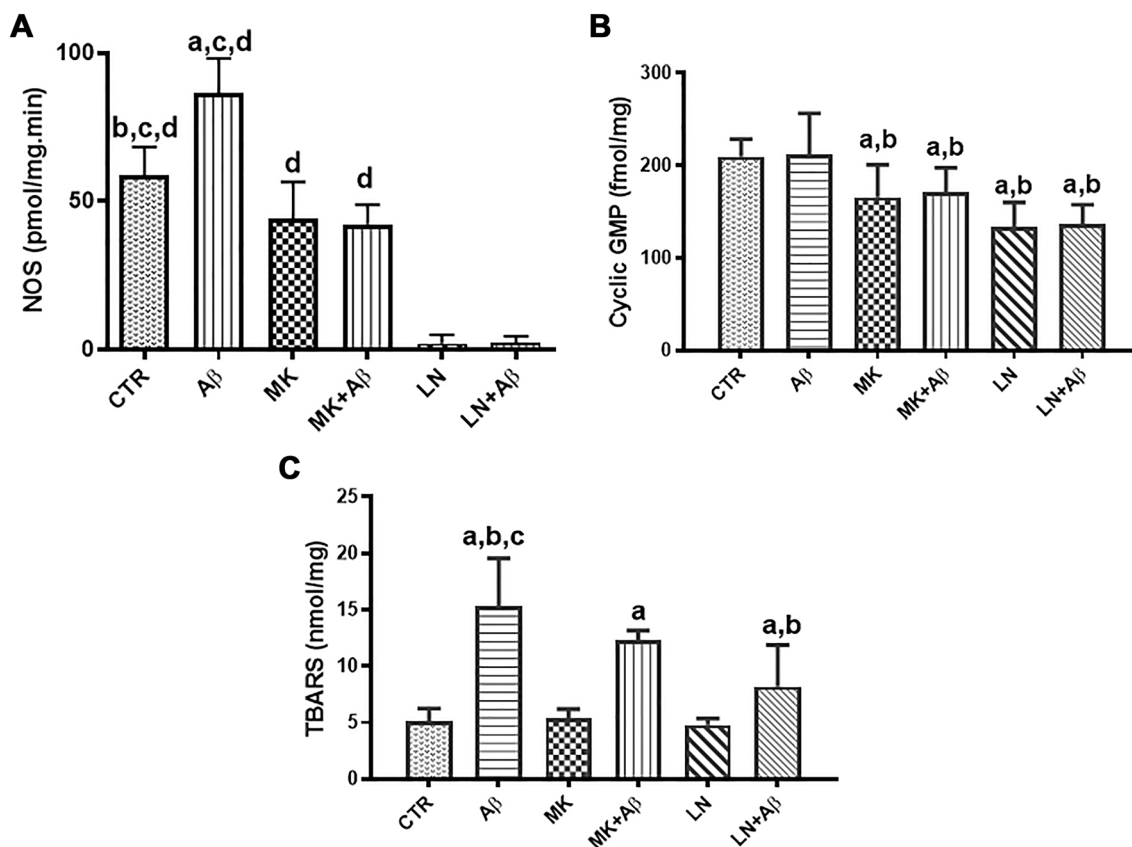 A
NOS (pmol/mg.min)
100
50
0
b,c,d
a,c,d
d
d
CTR
Aβ
MK
MK+Aβ
LN
LN+Aβ
B
Cyclic GMP (fmol/mg)
300
200
100
0
a,b
a,b
a,b
a,b
CTR
Aβ
MK
MK+Aβ
LN
LN+Aβ
C
TBARS (nmol/mg)
25
20
15
10
5
0
a,b,c
a
a,b
CTR
Aβ
MK
MK+Aβ
LN
LN+Aβ